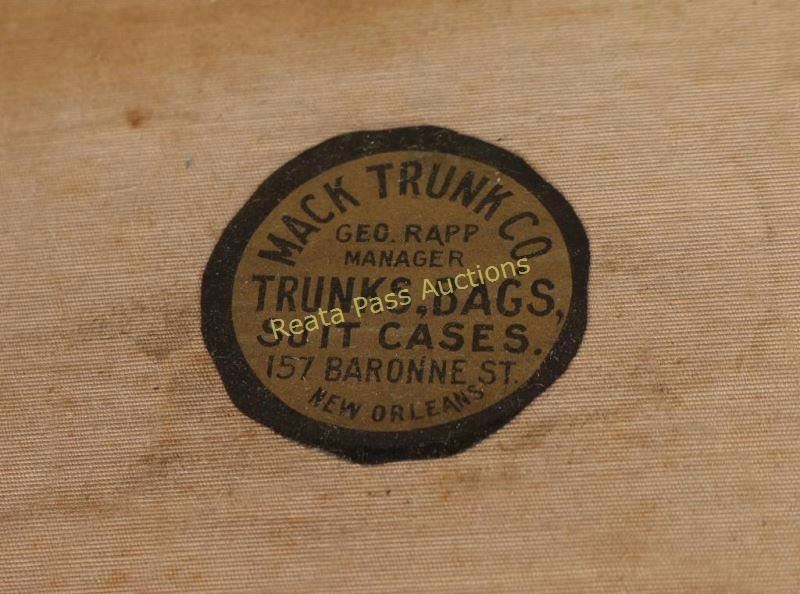 MACK TRUNK CO.
GEO. RAPP
MANAGER
TRUNKS, BAGS,
SUIT CASES.
157 BARONNE ST.
NEW ORLEANS
Reata Pass Auctions